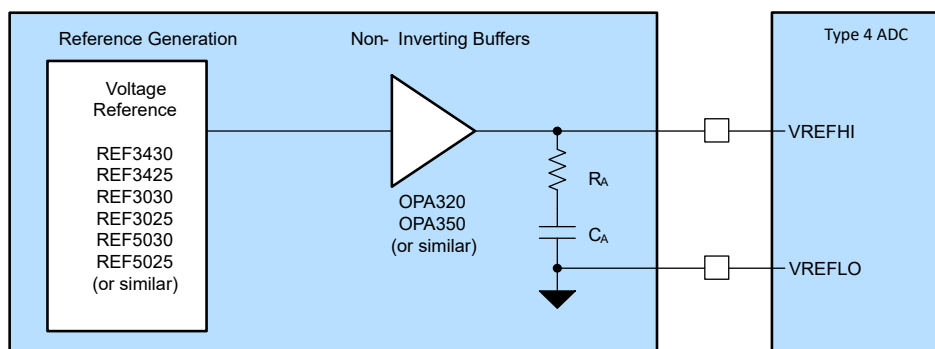 Reference Generation
Non- Inverting Buffers
Type 4 ADC
Voltage
Reference
REF3430
REF3425
REF3030
REF3025
REF5030
REF5025
(or similar)
OPA320
OPA350
(or similar)
RA
CA
VREFHI
VREFLO